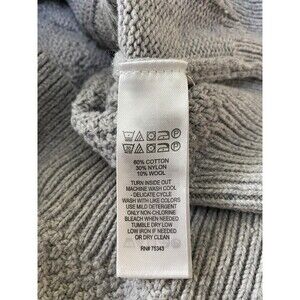 60% COTTON
30% NYLON
10% WOOL
TURN INSIDE OUT
MACHINE WASH COOL
- DELICATE CYCLE
WASH WITH LIKE COLORS
USE MILD DETERGENT
ONLY NON-CHLORINE
BLEACH WHEN NEEDED
TUMBLE DRY LOW
LOW IRON IF NEEDED
OR DRY CLEAN
RN# 75343